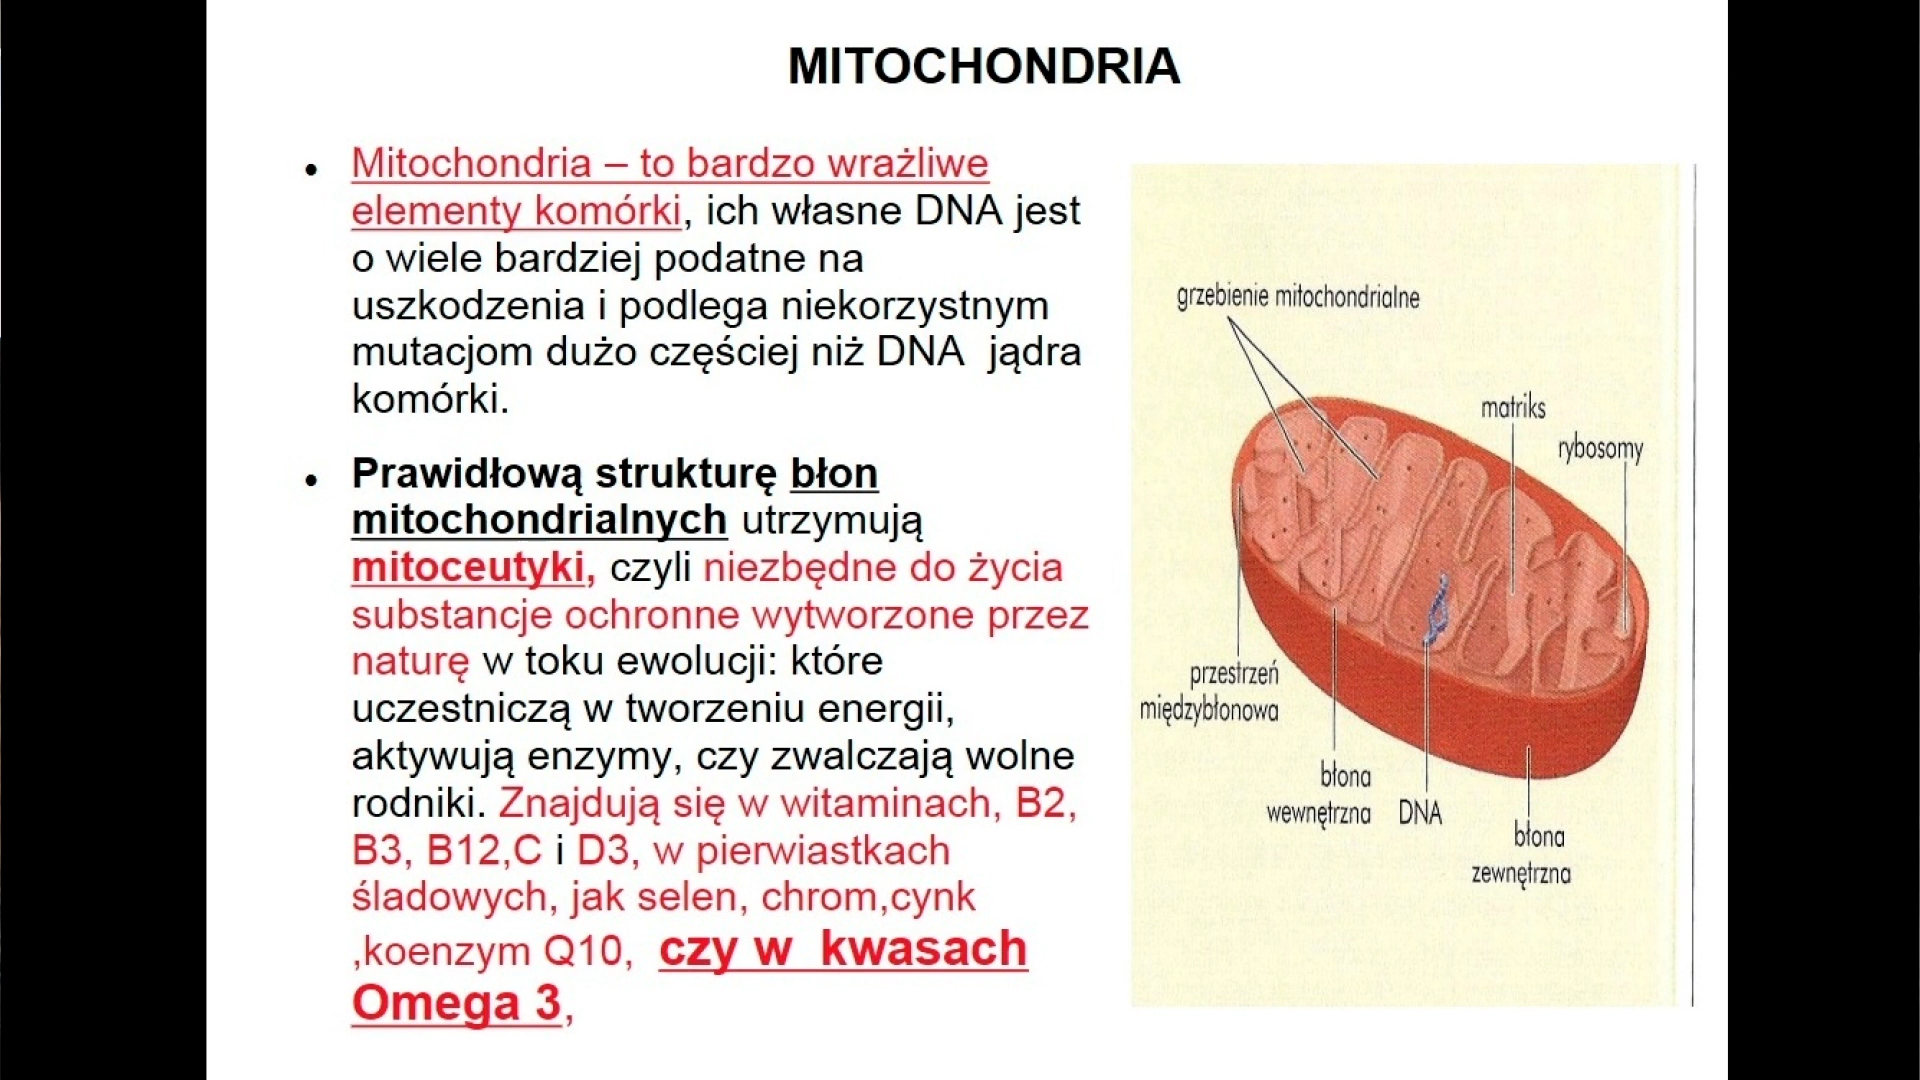 MITOCHONDRIA
• Mitochondria – to bardzo wrażliwe
elementy komórki, ich własne DNA jest
o wiele bardziej podatne na
uszkodzenia i podlega niekorzystnym
mutacjom dużo częściej niż DNA  jądra
komórki.
• Prawidłową strukturę błon
mitochondrialnych utrzymują
mitoceutyki, czyli niezbędne do życia
substancje ochronne wytworzone przez
naturę w toku ewolucji: które
uczestniczą w tworzeniu energii,
aktywują enzymy, czy zwalczają wolne
rodniki. Znajdują się w witaminach, B2,
B3, B12,C i D3, w pierwiastkach
śladowych, jak selen, chrom,cynk
,koenzym Q10,  czy w  kwasach
Omega 3,
grzebienie mitochondrialne
matriks
rybosomy
przestrzeń
międzybłonowa
błona
wewnętrzna
DNA
błona
zewnętrzna